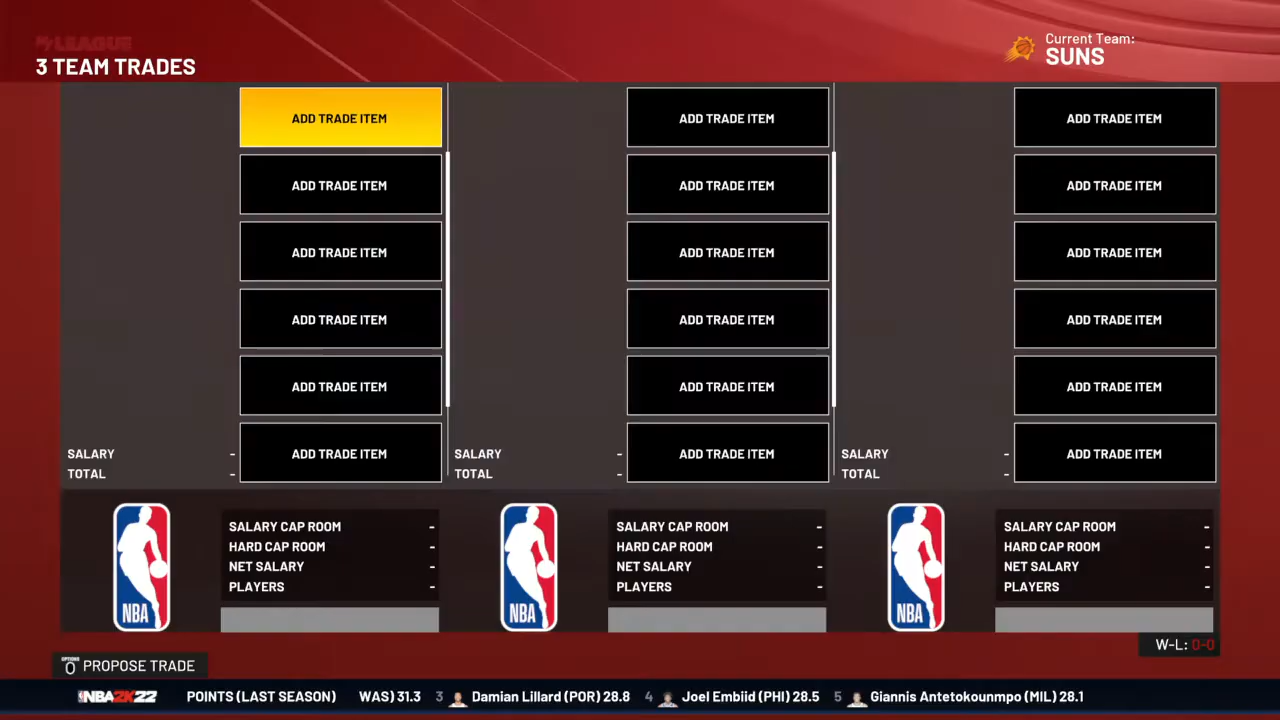 MyLEAGUE
3 TEAM TRADES
Current Team:
SUNS
ADD TRADE ITEM ADD TRADE ITEM ADD TRADE ITEM
ADD TRADE ITEM ADD TRADE ITEM ADD TRADE ITEM
ADD TRADE ITEM ADD TRADE ITEM ADD TRADE ITEM
ADD TRADE ITEM ADD TRADE ITEM ADD TRADE ITEM
ADD TRADE ITEM ADD TRADE ITEM ADD TRADE ITEM
SALARY - ADD TRADE ITEM SALARY - ADD TRADE ITEM SALARY - ADD TRADE ITEM
TOTAL - TOTAL - TOTAL -
SALARY CAP ROOM - SALARY CAP ROOM - SALARY CAP ROOM -
HARD CAP ROOM - HARD CAP ROOM - HARD CAP ROOM -
NET SALARY - NET SALARY - NET SALARY -
PLAYERS - PLAYERS - PLAYERS -
NBA NBA NBA
W-L: 0-0
OPTIONS PROPOSE TRADE
NBA2K22 POINTS (LAST SEASON) WAS) 31.3 3 Damian Lillard (POR) 28.8 4 Joel Embiid (PHI) 28.5 5 Giannis Antetokounmpo (MIL) 28.1